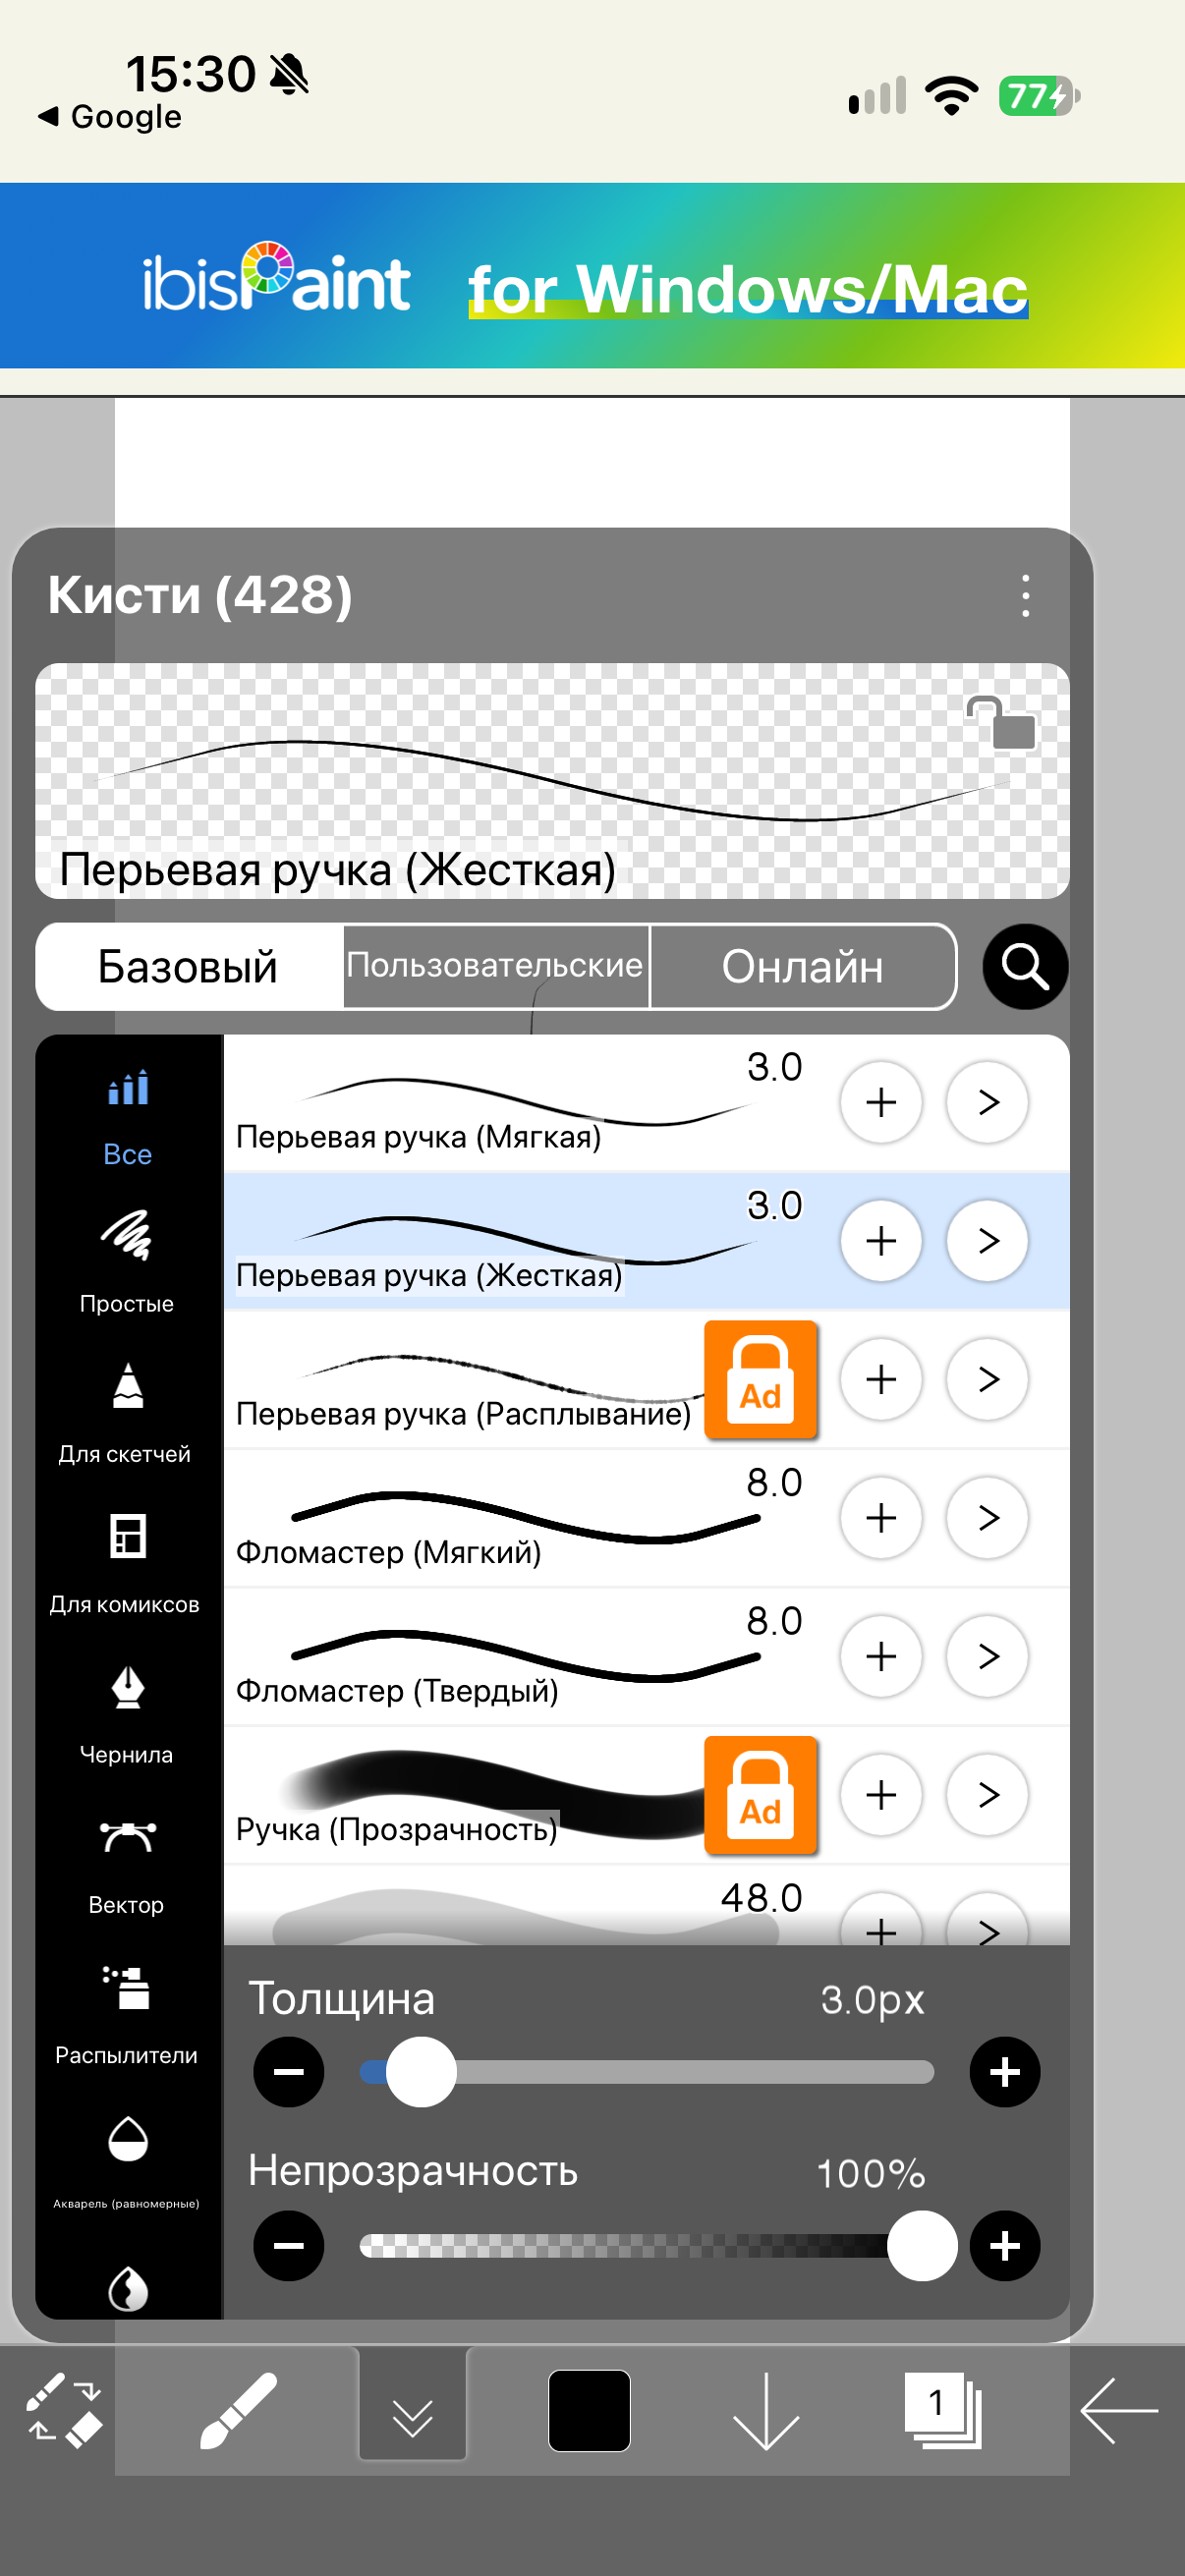 15:30
Google
77
ibisPaint for Windows/Mac
Кисти (428)
Перьевая ручка (Жесткая)
Базовый Пользовательские Онлайн
Все
Простые
Для скетчей
Для комиксов
Чернила
Вектор
Распылители
Акварель (равномерные)
3.0
Перьевая ручка (Мягкая)
3.0
Перьевая ручка (Жесткая)
Ad
Перьевая ручка (Расплывание)
8.0
Фломастер (Мягкий)
8.0
Фломастер (Твердый)
Ad
Ручка (Прозрачность)
48.0
Толщина 3.0px
Непрозрачность 100%
1